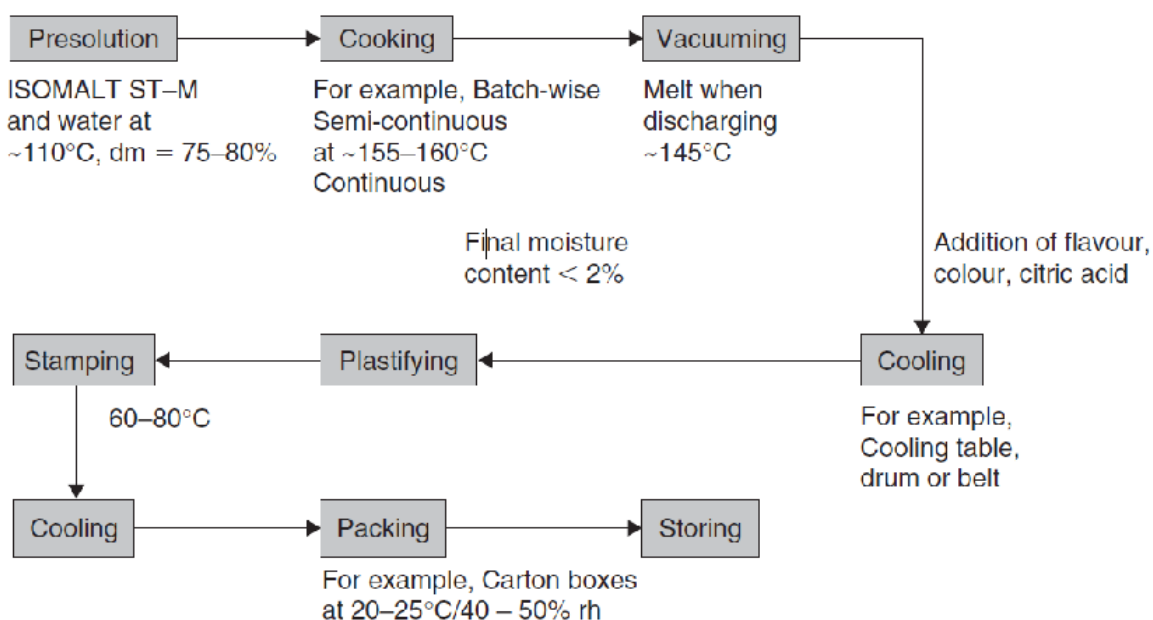 Presolution
Cooking
Vacuuming
ISOMALT ST–M
and water at
~110°C, dm = 75–80%
For example, Batch-wise
Semi-continuous
at ~155–160°C
Continuous
Melt when
discharging
~145°C
Final moisture
content < 2%
Addition of flavour,
colour, citric acid
Stamping
Plastifying
Cooling
60–80°C
For example,
Cooling table,
drum or belt
Cooling
Packing
Storing
For example, Carton boxes
at 20–25°C/40 – 50% rh